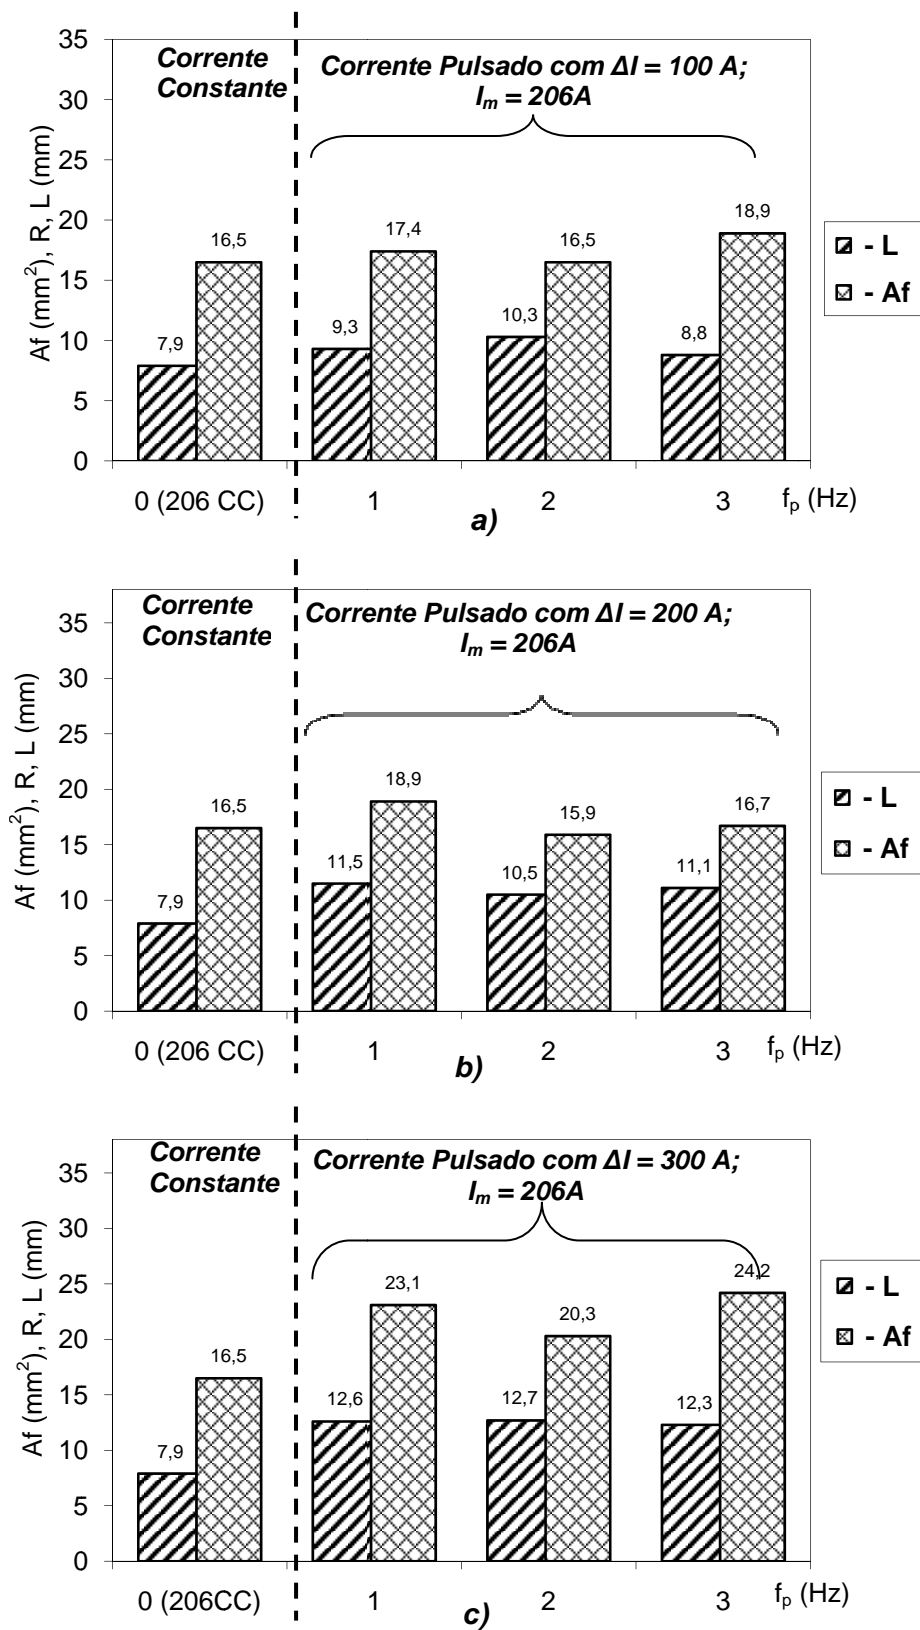 35
30
25
20
15
10
5
0
Af (mm²), R, L (mm)
Corrente
Constante
Corrente Pulsado com ΔI = 100 A;
Iₘ = 206A
7,9
16,5
9,3
17,4
10,3
16,5
8,8
18,9
- L
- Af
0 (206 CC)
1
2
3
fₚ (Hz)
a)
35
30
25
20
15
10
5
0
Af (mm²), R, L (mm)
Corrente
Constante
Corrente Pulsado com ΔI = 200 A;
Iₘ = 206A
7,9
16,5
11,5
18,9
10,5
15,9
11,1
16,7
- L
- Af
0 (206 CC)
1
2
3
fₚ (Hz)
b)
35
30
25
20
15
10
5
0
Af (mm²), R, L (mm)
Corrente
Constante
Corrente Pulsado com ΔI = 300 A;
Iₘ = 206A
7,9
16,5
12,6
23,1
12,7
20,3
12,3
24,2
- L
- Af
0 (206CC)
1
2
3
fₚ (Hz)
c)